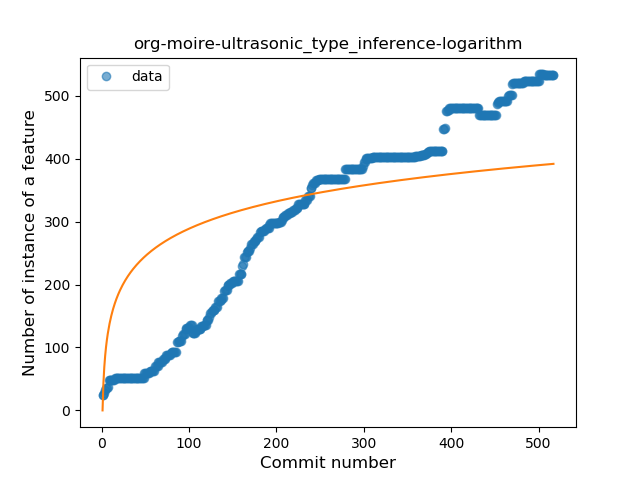 org-moire-ultrasonic_type_inference-logarithm
data
Number of instance of a feature
500
400
300
200
100
0
0 100 200 300 400 500
Commit number